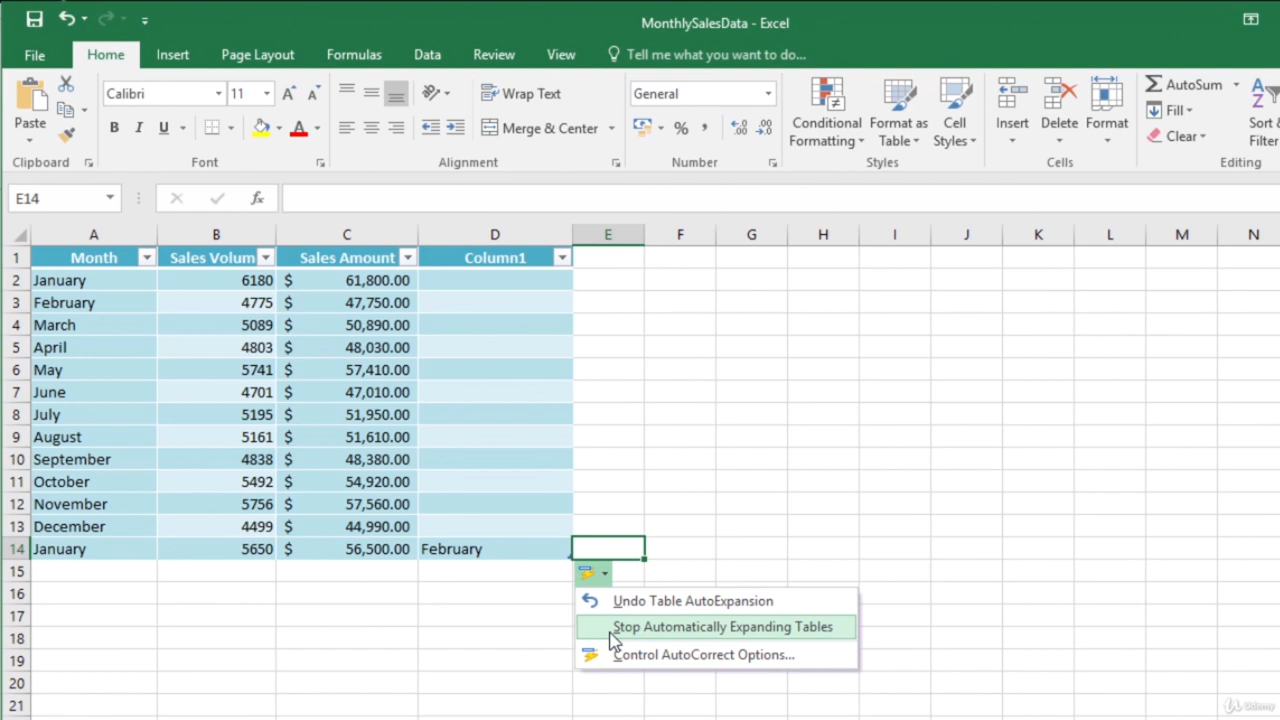 MonthlySalesData - Excel
File Home Insert Page Layout Formulas Data Review View Tell me what you want to do...
Calibri 11 Wrap Text General AutoSum
Paste B I U Merge & Center % , Conditional Formatting Format as Table Cell Styles Insert Delete Format Fill Clear Sort & Filter
Clipboard Font Alignment Number Styles Cells Editing
E14 fx
A B C D E F G H I J K L M N
1 Month Sales Volum Sales Amount Column1
2 January 6180 $ 61,800.00
3 February 4775 $ 47,750.00
4 March 5089 $ 50,890.00
5 April 4803 $ 48,030.00
6 May 5741 $ 57,410.00
7 June 4701 $ 47,010.00
8 July 5195 $ 51,950.00
9 August 5161 $ 51,610.00
10 September 4838 $ 48,380.00
11 October 5492 $ 54,920.00
12 November 5756 $ 57,560.00
13 December 4499 $ 44,990.00
14 January 5650 $ 56,500.00 February
15
16 Undo Table AutoExpansion
17 Stop Automatically Expanding Tables
18 Control AutoCorrect Options...
19
20
21
Udemy